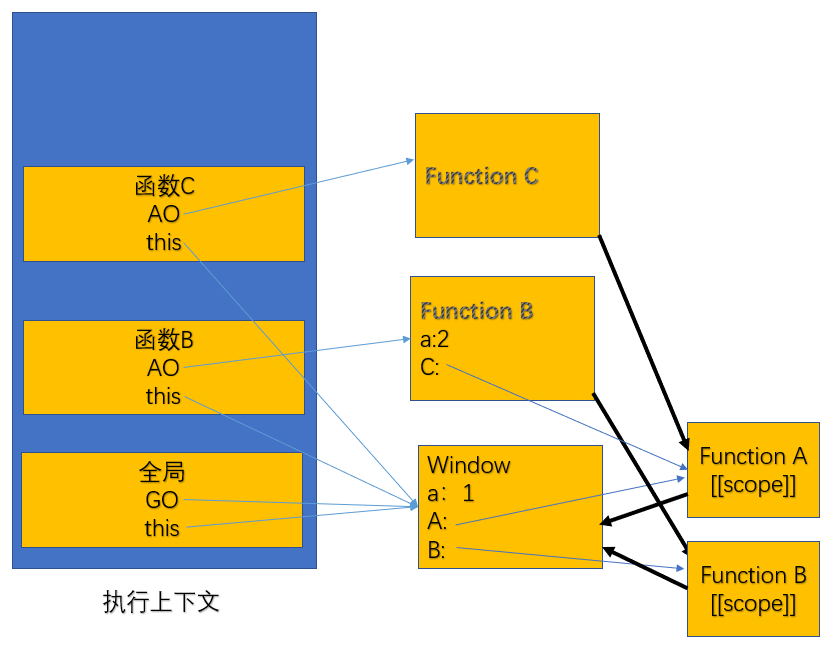 函数C
AO
this
函数B
AO
this
全局
GO
this
执行上下文
Function C
Function B
a:2
C:
Window
a： 1
A:
B:
Function A
[[scope]]
Function B
[[scope]]